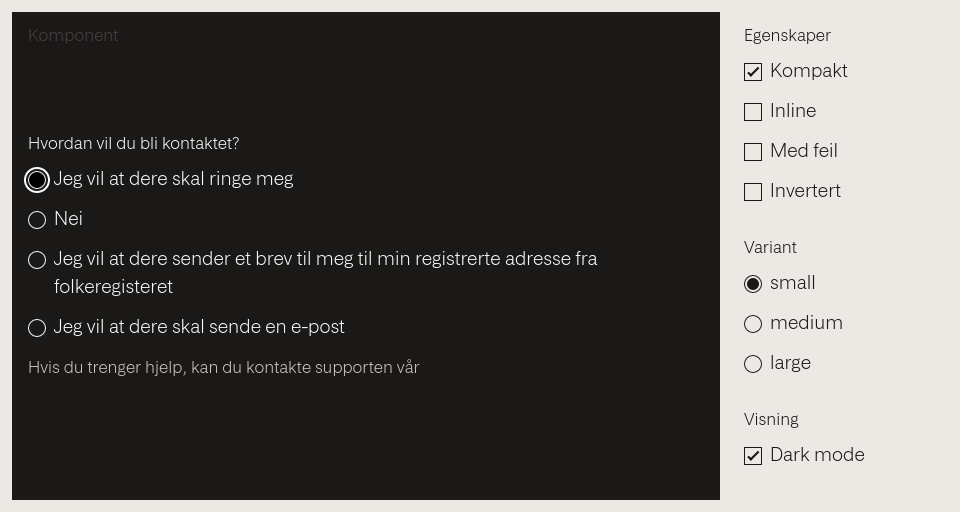 Komponent
Hvordan vil du bli kontaktet?
Jeg vil at dere skal ringe meg
Nei
Jeg vil at dere sender et brev til meg til min registrerte adresse fra
folkeregisteret
Jeg vil at dere skal sende en e-post
Hvis du trenger hjelp, kan du kontakte supporten vår
Egenskaper
Kompakt
Inline
Med feil
Invertert
Variant
small
medium
large
Visning
Dark mode